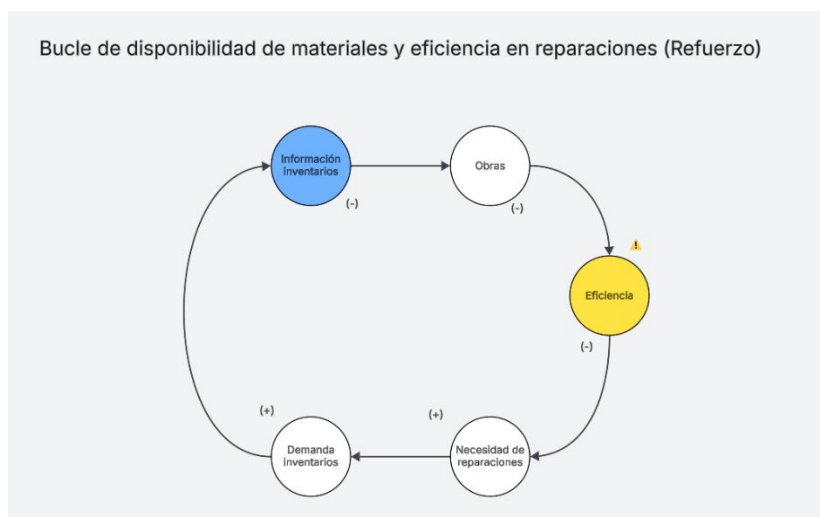 Bucle de disponibilidad de materiales y eficiencia en reparaciones (Refuerzo)
Información
inventarios
(-)
Obras
(-)
Eficiencia
(-)
Necesidad de
reparaciones
(+)
Demanda
inventarios
(+)